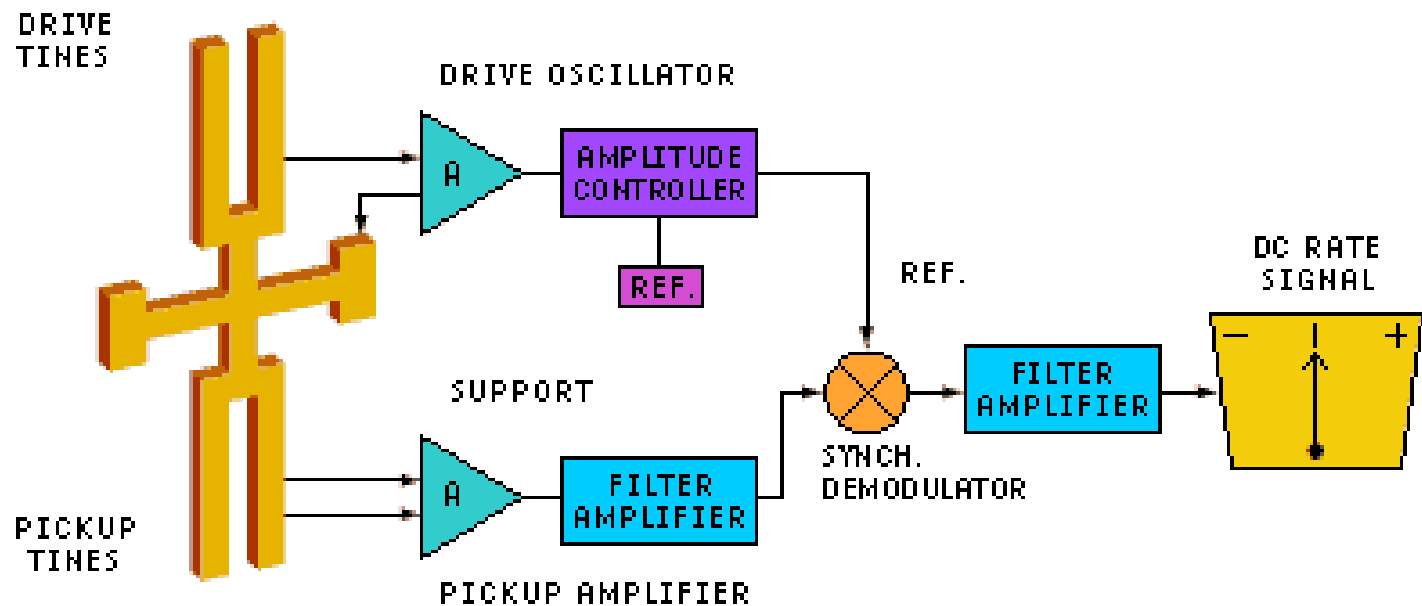 DRIVE
TINES
DRIVE OSCILLATOR
A
AMPLITUDE
CONTROLLER
REF.
REF.
DC RATE
SIGNAL
- +
SUPPORT
FILTER
AMPLIFIER
SYNCH.
DEMODULATOR
A
FILTER
AMPLIFIER
PICKUP
TINES
PICKUP AMPLIFIER